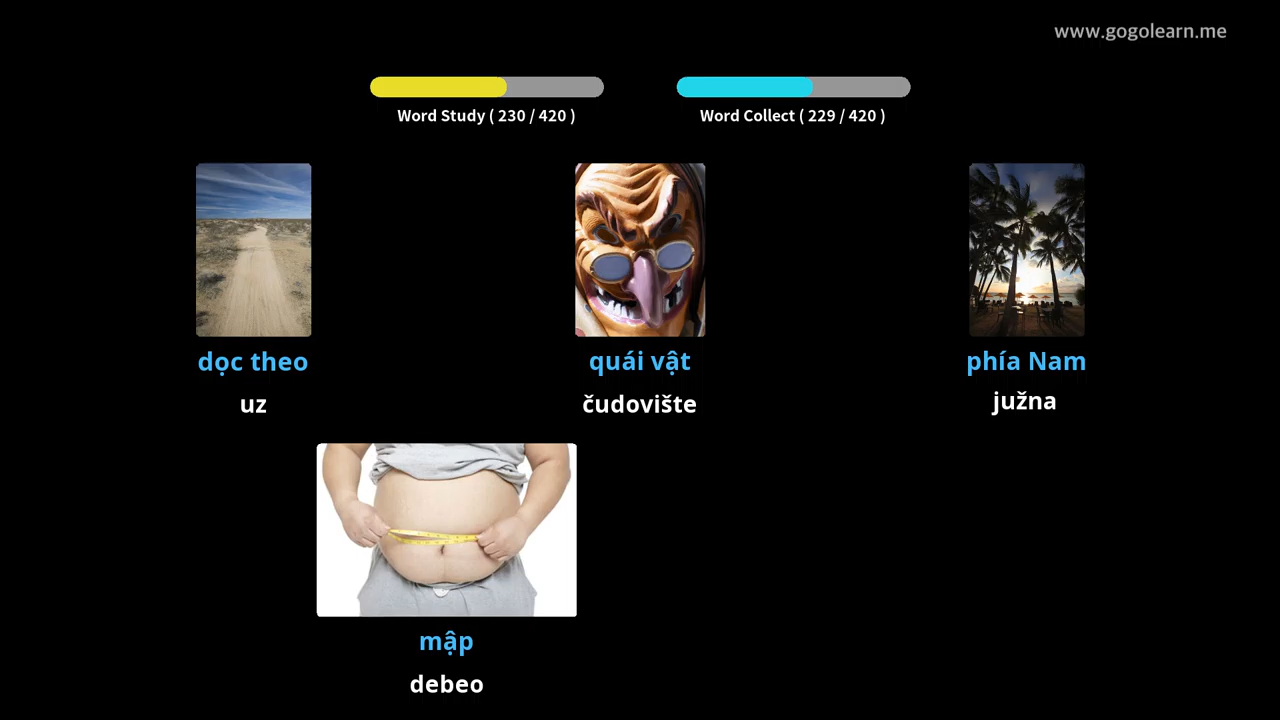 www.gogolearn.me
Word Study ( 230 / 420 )
Word Collect ( 229 / 420 )
dọc theo
uz
quái vật
čudovište
phía Nam
južna
mập
debeo